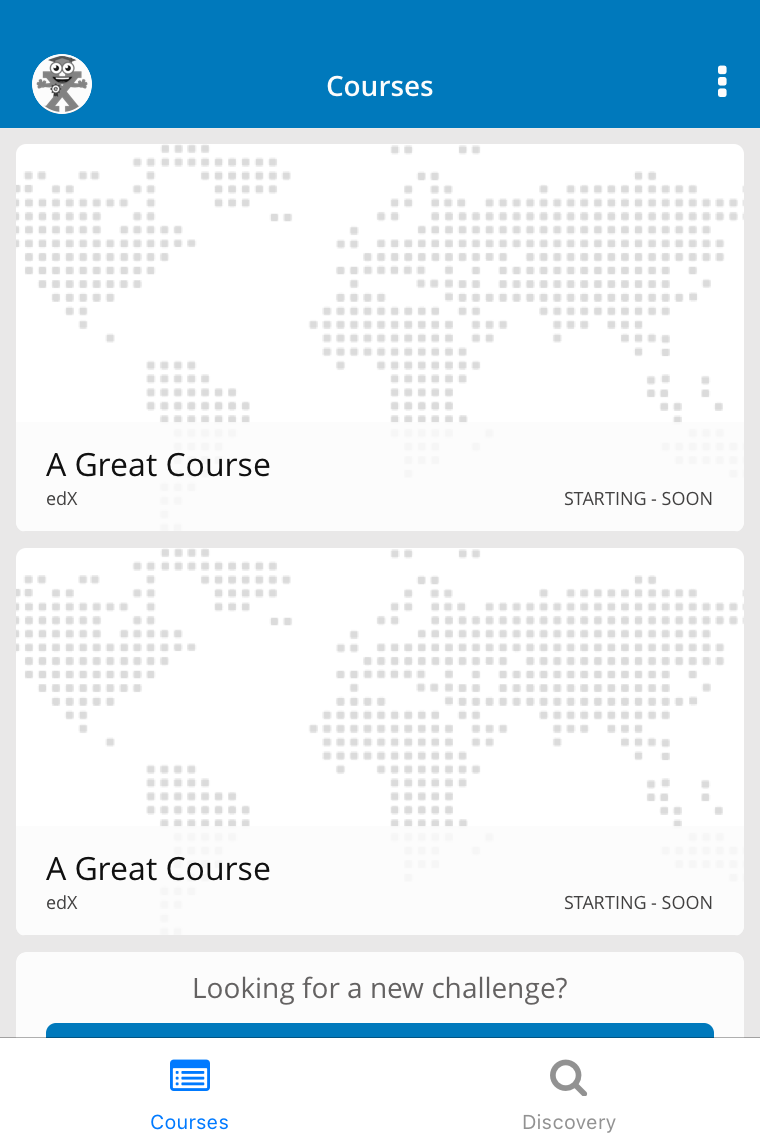 Courses
A Great Course
edX
STARTING - SOON
A Great Course
edX
STARTING - SOON
Looking for a new challenge?
Courses
Discovery